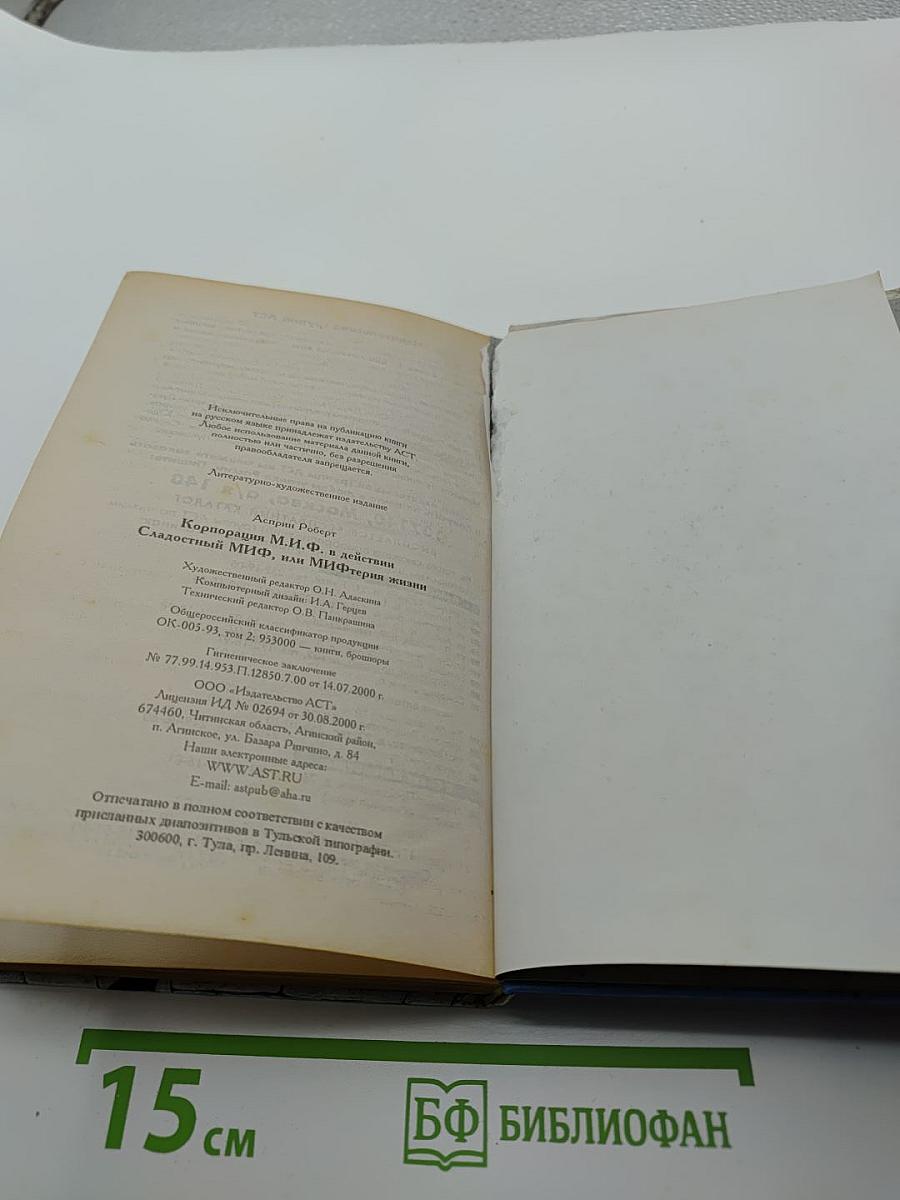 Исключительные права на публикацию книги
на русском языке принадлежат издательству АСТ.
Любое использование материала данной книги,
полностью или частично, без разрешения
правообладателя запрещается.
Литературно-художественное издание
Асприн Роберт
Корпорация М.И.Ф. в действии
Сладостный МИФ, или МИФтерия жизни
Художественный редактор О.Н. Адаскина
Компьютерный дизайн: И.А. Герцев
Технический редактор О.В. Панкрашина
Общероссийский классификатор продукции
ОК-005-93, том 2; 953000 — книги, брошюры
Гигиеническое заключение
№ 77.99.14.953.П.12850.7.00 от 14.07.2000 г.
ООО «Издательство АСТ»
Лицензия ИД № 02694 от 30.08.2000 г.
674460, Читинская область, Агинский район,
п. Агинское, ул. Базара Ринчино, д. 84
Наши электронные адреса:
WWW.AST.RU
E-mail: astpub@aha.ru
Отпечатано в полном соответствии с качеством
присланных диапозитивов в Тульской типографии.
300600, г. Тула, пр. Ленина, 109.
15 см
БФ БИБЛИОФАН